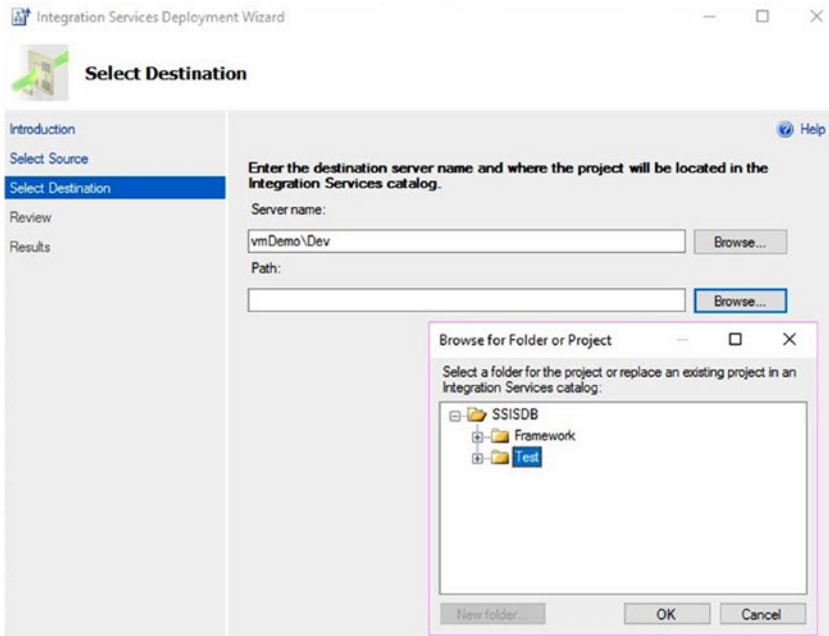 Integration Services Deployment Wizard
Select Destination
Introduction
Help
Select Source
Enter the destination server name and where the project will be located in the
Integration Services catalog.
Select Destination
Server name:
Review
vmDemo\Dev
Browse...
Results
Path:
Browse...
Browse for Folder or Project
Select a folder for the project or replace an existing project in an
Integration Services catalog:
SSISDB
Framework
Test
New folder...
OK
Cancel